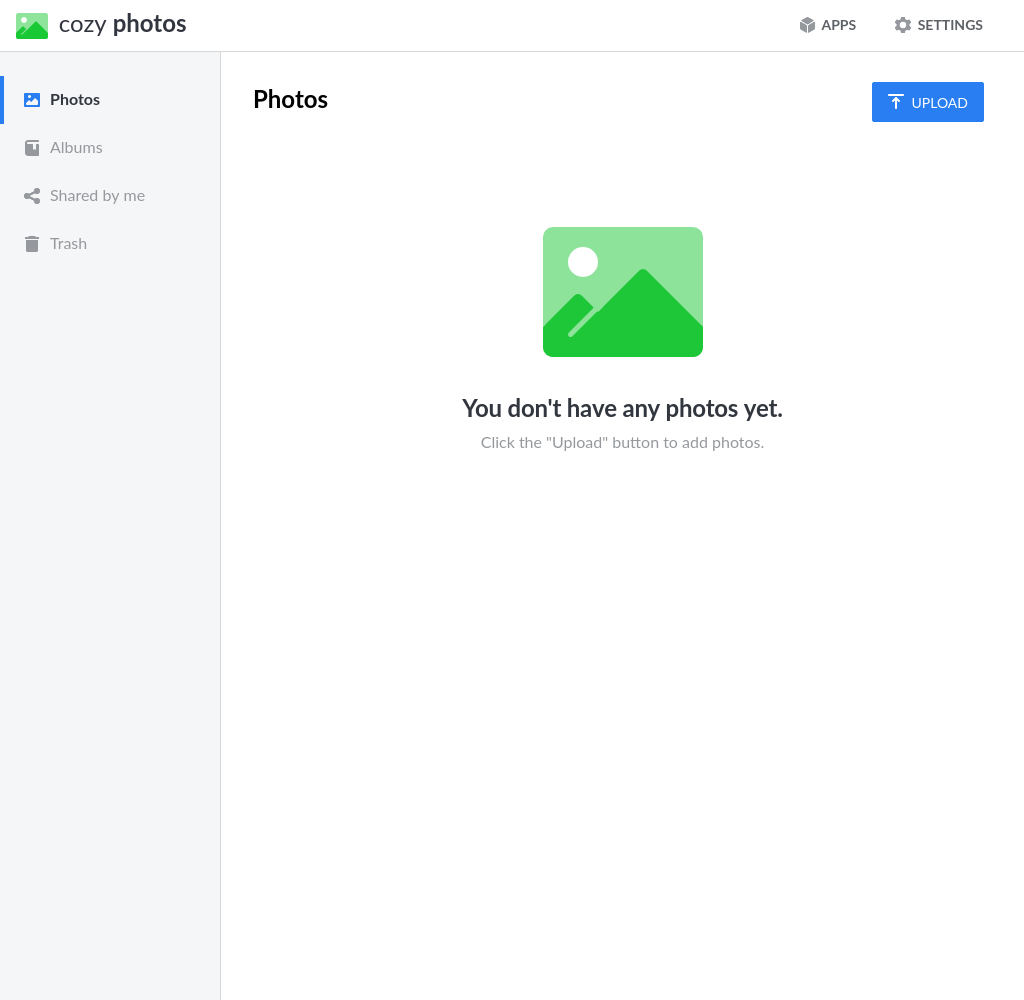 cozy photos
APPS
SETTINGS
Photos
Albums
Shared by me
Trash
Photos
UPLOAD
You don't have any photos yet.
Click the "Upload" button to add photos.